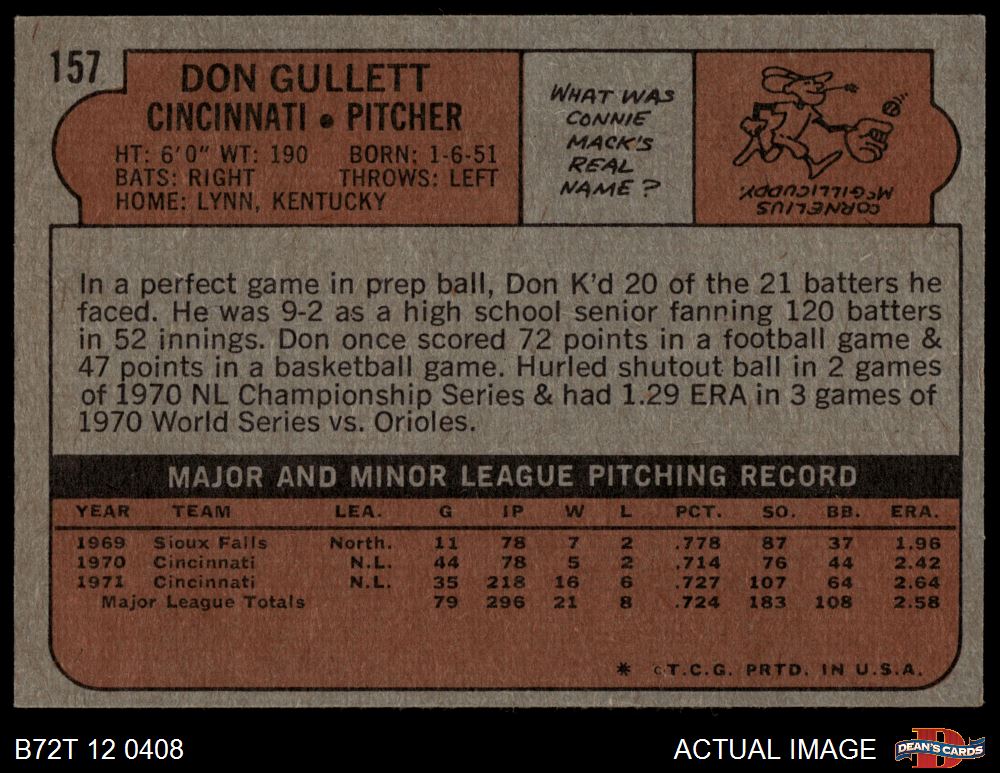 157
DON GULLETT
CINCINNATI • PITCHER
HT: 6'0" WT: 190 BORN: 1-6-51
BATS: RIGHT THROWS: LEFT
HOME: LYNN, KENTUCKY
WHAT WAS
CONNIE
MACK'S
REAL
NAME?
CORNELIUS
McGILLICUDDY.
In a perfect game in prep ball, Don K'd 20 of the 21 batters he
faced. He was 9-2 as a high school senior fanning 120 batters
in 52 innings. Don once scored 72 points in a football game &
47 points in a basketball game. Hurled shutout ball in 2 games
of 1970 NL Championship Series & had 1.29 ERA in 3 games of
1970 World Series vs. Orioles.
MAJOR AND MINOR LEAGUE PITCHING RECORD
YEAR TEAM LEA. G IP W L PCT. SO. BB. ERA.
1969 Sioux Falls North. 11 78 7 2 .778 87 37 1.96
1970 Cincinnati N.L. 44 78 5 2 .714 76 44 2.42
1971 Cincinnati N.L. 35 218 16 6 .727 107 64 2.64
Major League Totals 79 296 21 8 .724 183 108 2.58
* ©T.C.G. PRTD. IN U.S.A.
B72T 12 0408
ACTUAL IMAGE
D
DEAN'S CARDS